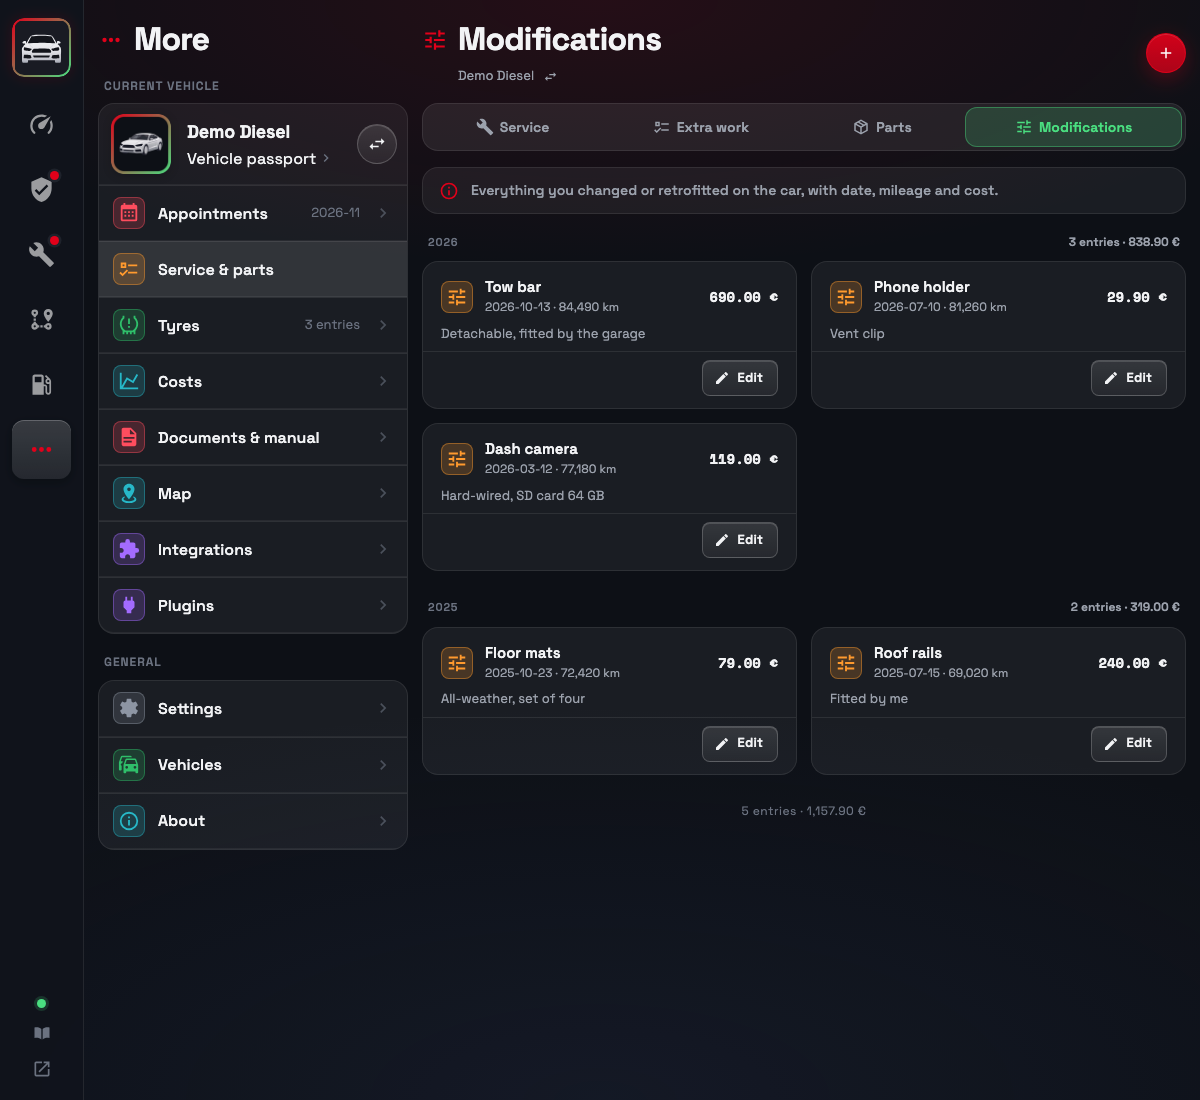 More
CURRENT VEHICLE
Demo Diesel
Vehicle passport
Appointments 2026-11
Service & parts
Tyres 3 entries
Costs
Documents & manual
Map
Integrations
Plugins
GENERAL
Settings
Vehicles
About
Modifications
Demo Diesel
Service Extra work Parts Modifications
Everything you changed or retrofitted on the car, with date, mileage and cost.
2026 3 entries · 838.90 €
Tow bar
2026-10-13 · 84,490 km
690.00 €
Detachable, fitted by the garage
Edit
Phone holder
2026-07-10 · 81,260 km
29.90 €
Vent clip
Edit
Dash camera
2026-03-12 · 77,180 km
119.00 €
Hard-wired, SD card 64 GB
Edit
2025 2 entries · 319.00 €
Floor mats
2025-10-23 · 72,420 km
79.00 €
All-weather, set of four
Edit
Roof rails
2025-07-15 · 69,020 km
240.00 €
Fitted by me
Edit
5 entries · 1,157.90 €